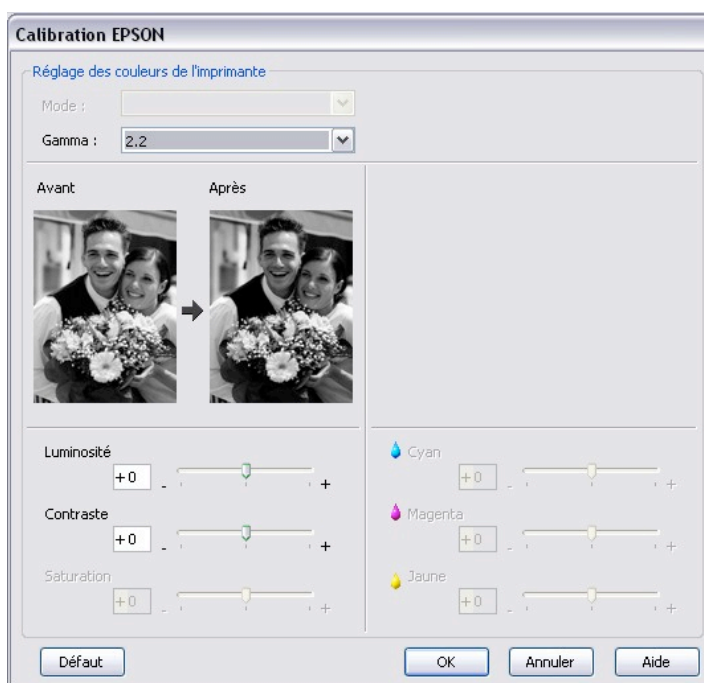 Calibration EPSON
Réglage des couleurs de l'imprimante
Mode :
Gamma : 2.2
Avant Après
Luminosité
+0 - +
Contraste
+0 - +
Saturation
+0 - +
Cyan
+0 - +
Magenta
+0 - +
Jaune
+0 - +
Défaut OK Annuler Aide